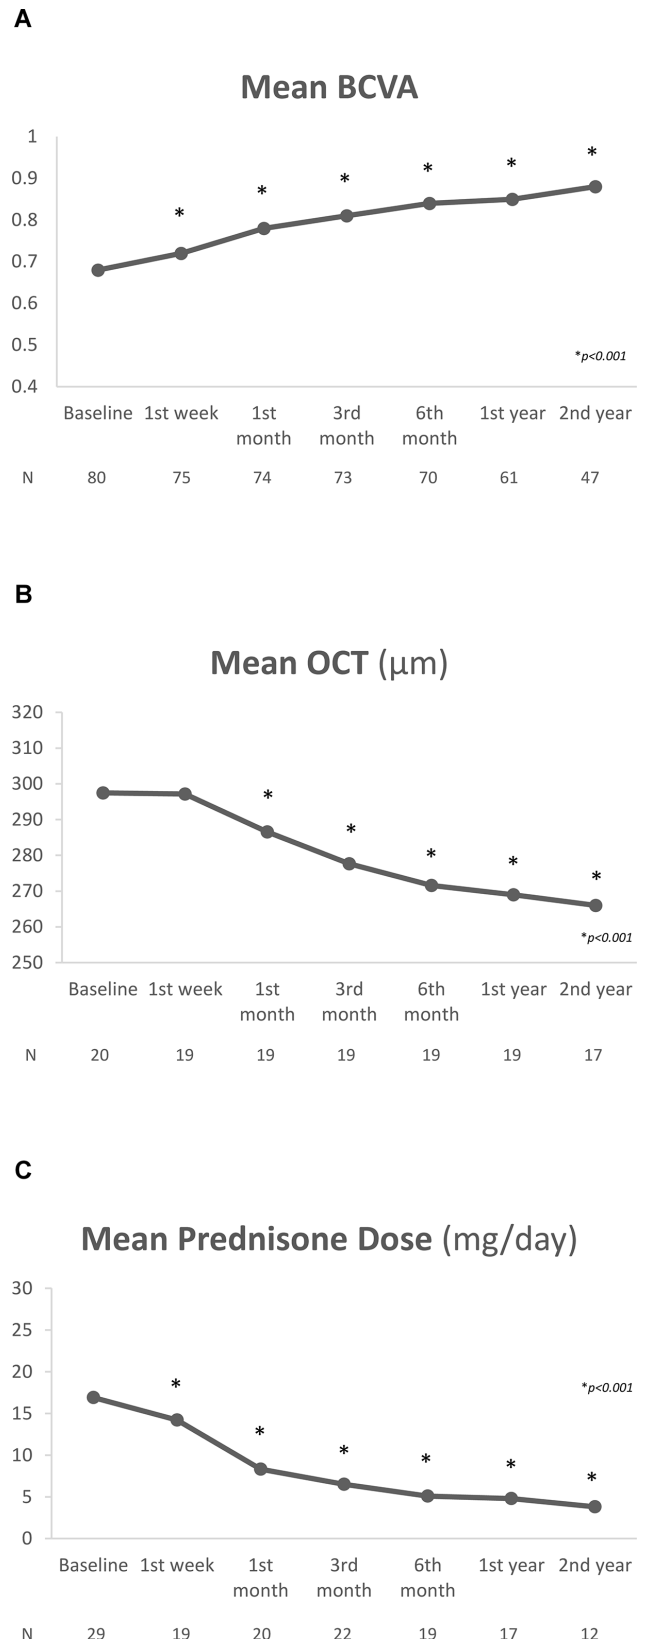 A
Mean BCVA
1
0.9
0.8
0.7
0.6
0.5
0.4
* * * * * *
*p<0.001
Baseline 1st week 1st month 3rd month 6th month 1st year 2nd year
N 80 75 74 73 70 61 47
B
Mean OCT (μm)
320
310
300
290
280
270
260
250
* * * * *
*p<0.001
Baseline 1st week 1st month 3rd month 6th month 1st year 2nd year
N 20 19 19 19 19 19 17
C
Mean Prednisone Dose (mg/day)
30
25
20
15
10
5
0
* * * * * *
*p<0.001
Baseline 1st week 1st month 3rd month 6th month 1st year 2nd year
N 29 19 20 22 19 17 12